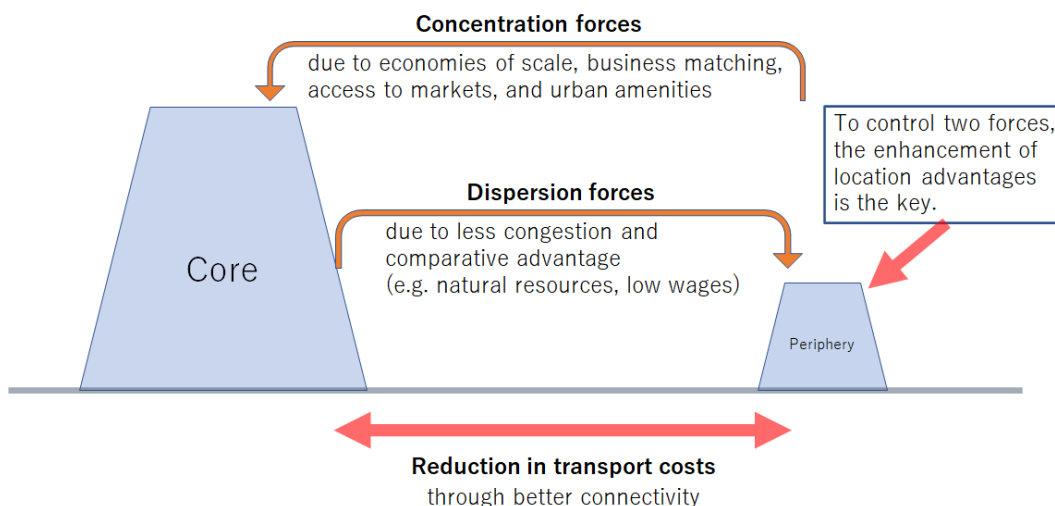 Concentration forces
due to economies of scale, business matching,
access to markets, and urban amenities
To control two forces,
the enhancement of
location advantages
is the key.
Dispersion forces
due to less congestion and
comparative advantage
(e.g. natural resources, low wages)
Core
Periphery
Reduction in transport costs
through better connectivity